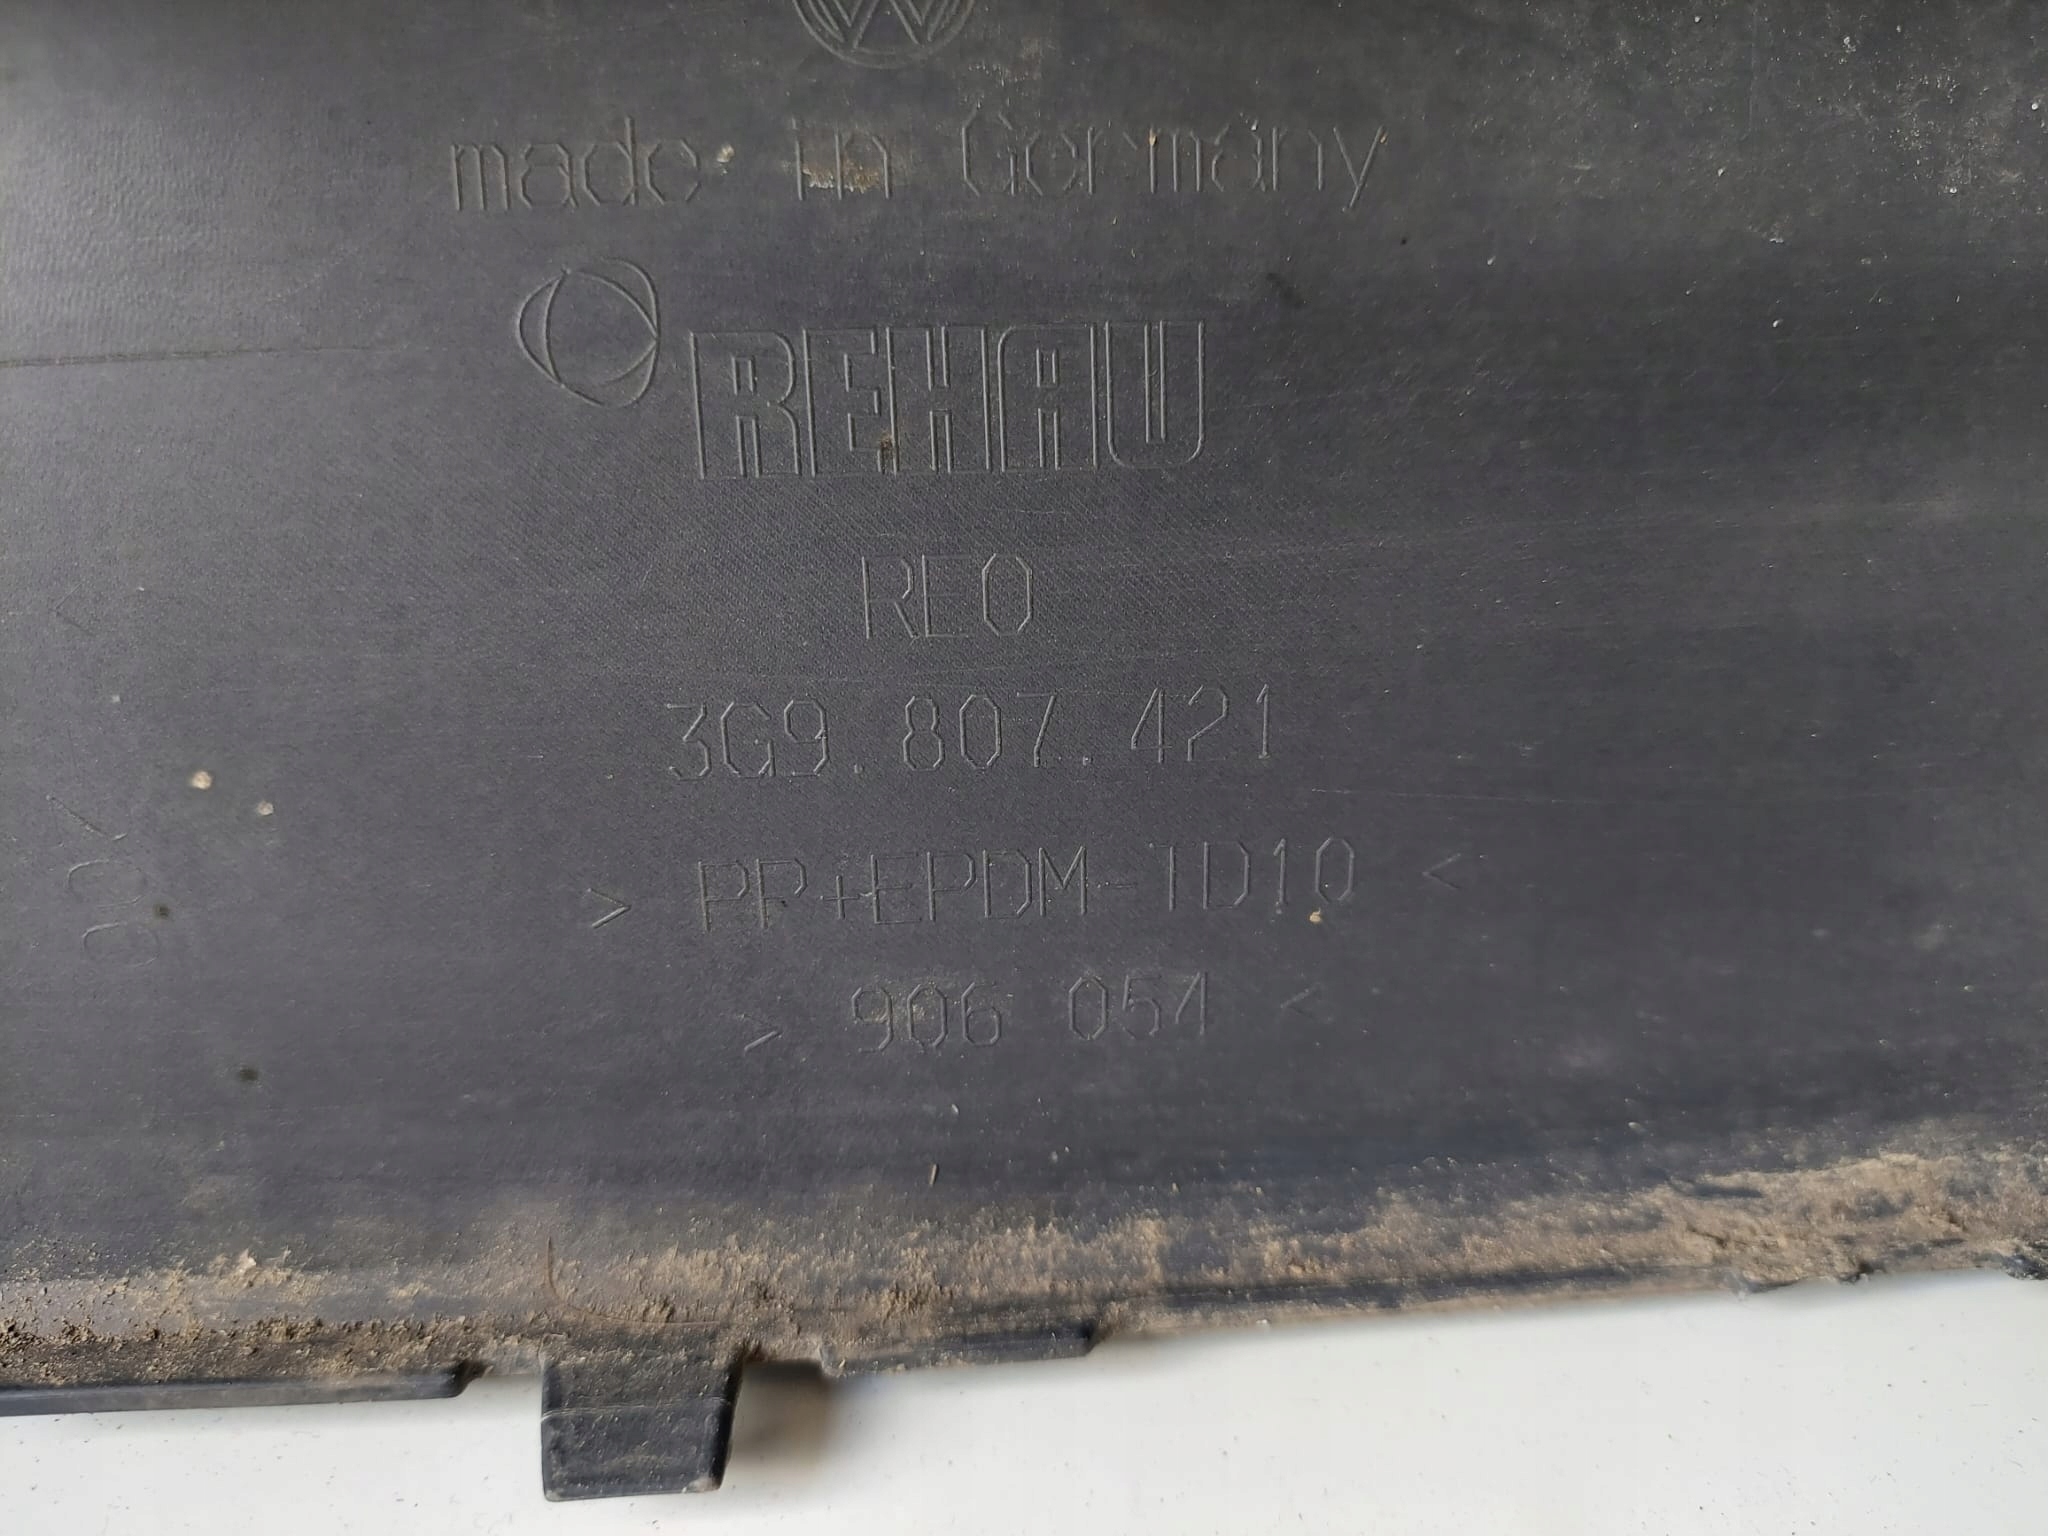 made in Germany
REHAU
REO
3G9.807.421
> PP+EPDM-TD10 <
> 906 054 <